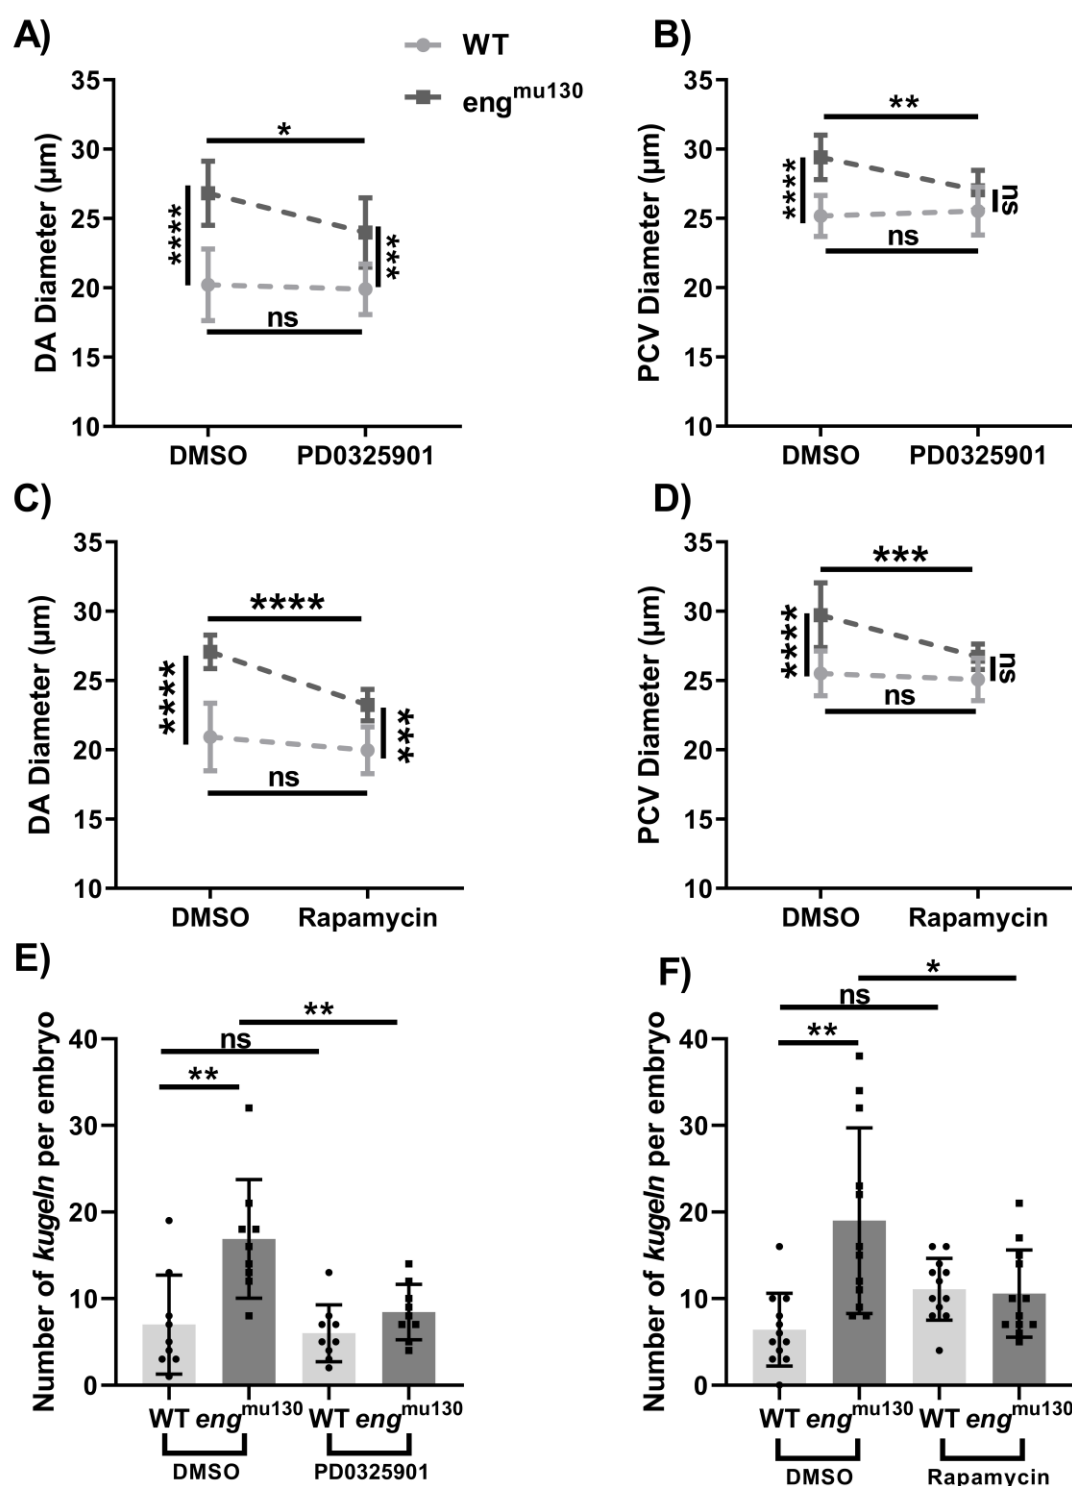 A)
WT
eng^mu130
35
30
25
20
15
10
DA Diameter (μm)
*
****
***
ns
DMSO PD0325901
B)
35
30
25
20
15
10
PCV Diameter (μm)
**
****
ns
ns
DMSO PD0325901
C)
35
30
25
20
15
10
DA Diameter (μm)
****
****
***
ns
DMSO Rapamycin
D)
35
30
25
20
15
10
PCV Diameter (μm)
***
****
ns
ns
DMSO Rapamycin
E)
40
30
20
10
0
Number of kugeln per embryo
**
ns
**
WT eng^mu130 WT eng^mu130
DMSO PD0325901
F)
40
30
20
10
0
Number of kugeln per embryo
*
ns
**
WT eng^mu130 WT eng^mu130
DMSO Rapamycin